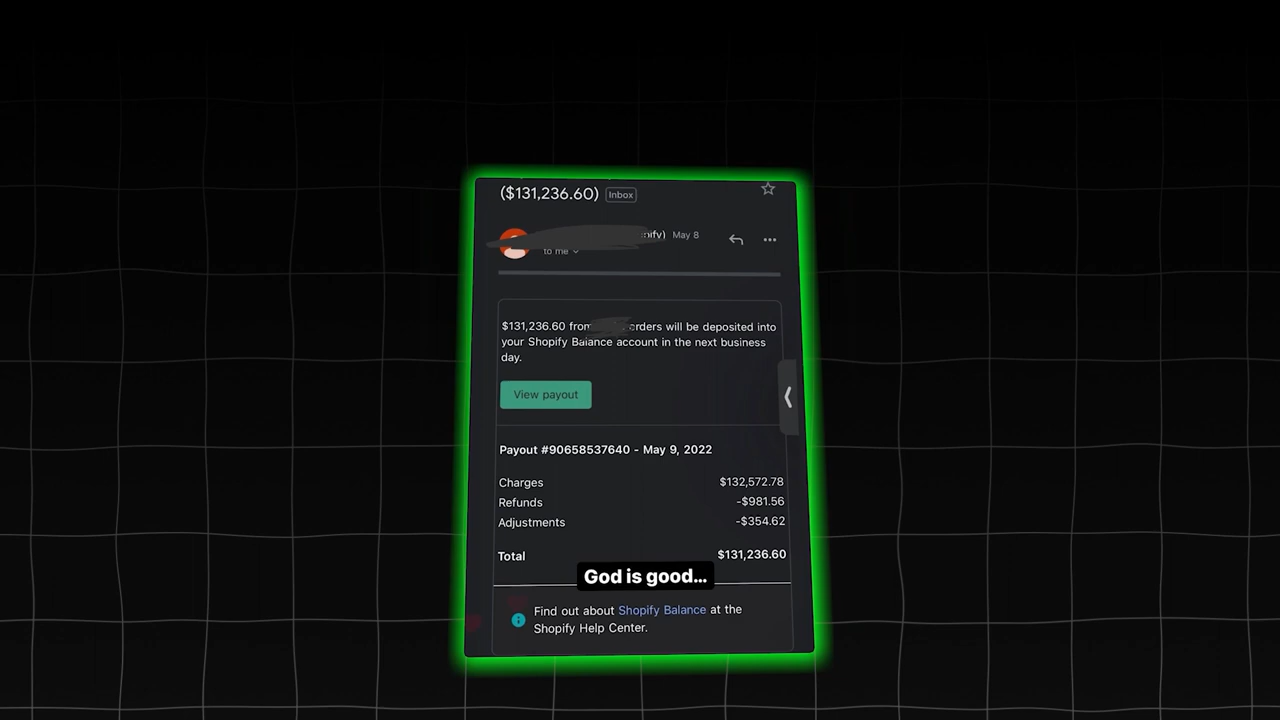 ($131,236.60) Inbox
May 8
to me
$131,236.60 from orders will be deposited into
your Shopify Balance account in the next business
day.
View payout
Payout #90658537640 - May 9, 2022
Charges $132,572.78
Refunds -$981.56
Adjustments -$354.62
Total $131,236.60
God is good...
Find out about Shopify Balance at the
Shopify Help Center.